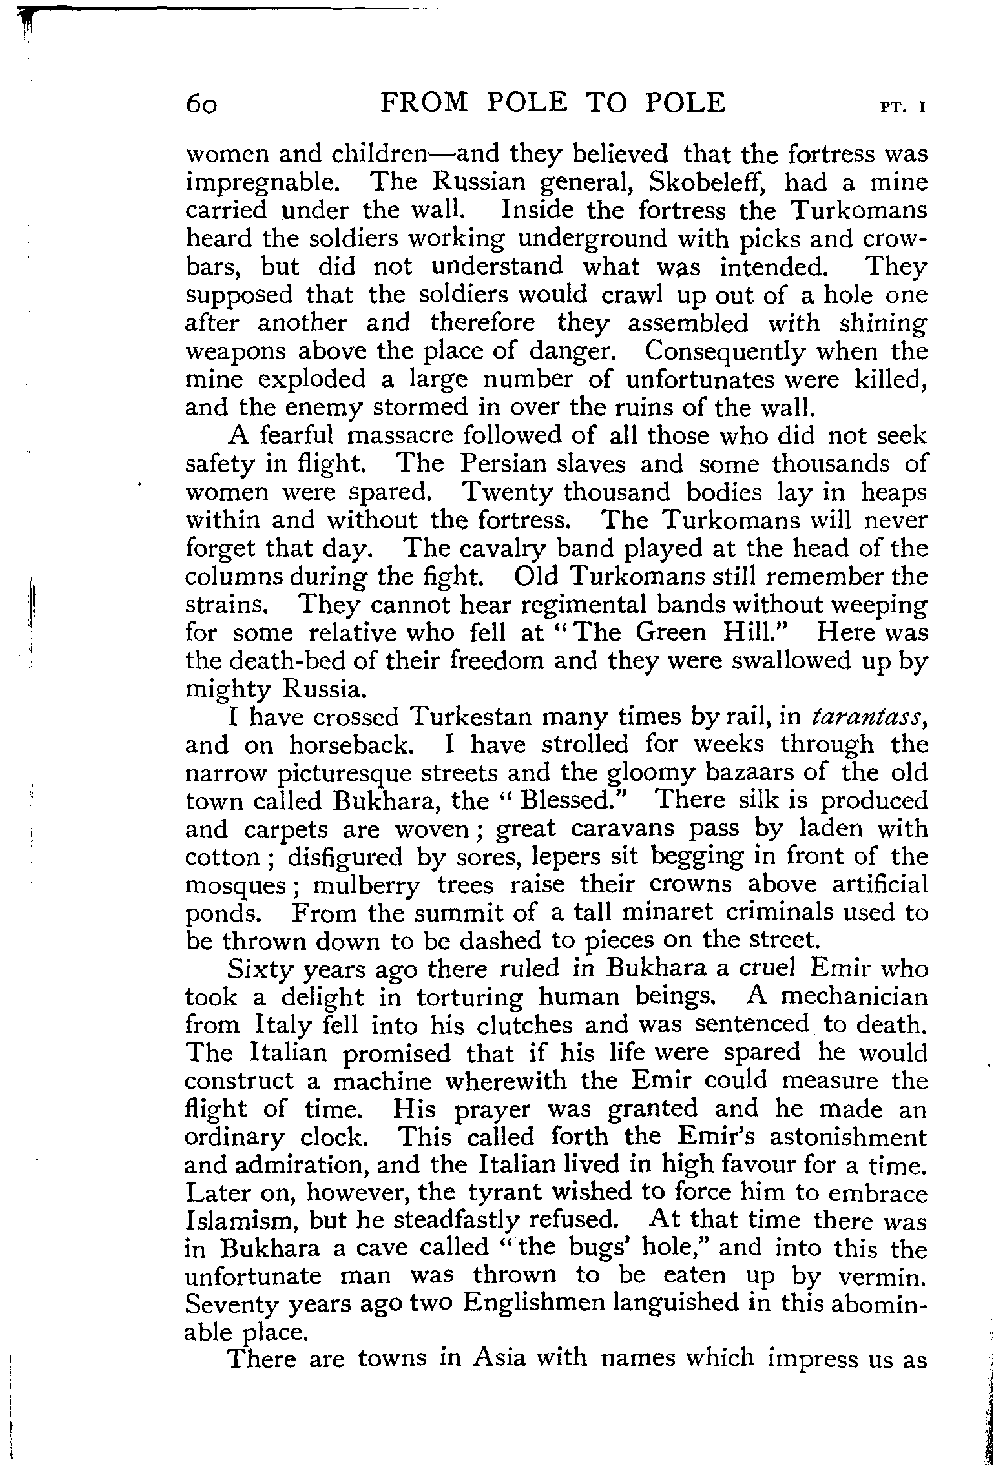 60 FROM POLE TO POLE PT. I
women and children—and they believed that the fortress was
impregnable. The Russian general, Skobeleff, had a mine
carried under the wall. Inside the fortress the Turkomans
heard the soldiers working underground with picks and crow-
bars, but did not understand what was intended. They
supposed that the soldiers would crawl up out of a hole one
after another and therefore they assembled with shining
weapons above the place of danger. Consequently when the
mine exploded a large number of unfortunates were killed,
and the enemy stormed in over the ruins of the wall.
A fearful massacre followed of all those who did not seek
safety in flight. The Persian slaves and some thousands of
women were spared. Twenty thousand bodies lay in heaps
within and without the fortress. The Turkomans will never
forget that day. The cavalry band played at the head of the
columns during the fight. Old Turkomans still remember the
strains. They cannot hear regimental bands without weeping
for some relative who fell at "The Green Hill." Here was
the death-bed of their freedom and they were swallowed up by
mighty Russia.
I have crossed Turkestan many times by rail, in tarantass,
and on horseback. I have strolled for weeks through the
narrow picturesque streets and the gloomy bazaars of the old
town called Bukhara, the "Blessed." There silk is produced
and carpets are woven; great caravans pass by laden with
cotton; disfigured by sores, lepers sit begging in front of the
mosques; mulberry trees raise their crowns above artificial
ponds. From the summit of a tall minaret criminals used to
be thrown down to be dashed to pieces on the street.
Sixty years ago there ruled in Bukhara a cruel Emir who
took a delight in torturing human beings. A mechanician
from Italy fell into his clutches and was sentenced to death.
The Italian promised that if his life were spared he would
construct a machine wherewith the Emir could measure the
flight of time. His prayer was granted and he made an
ordinary clock. This called forth the Emir's astonishment
and admiration, and the Italian lived in high favour for a time.
Later on, however, the tyrant wished to force him to embrace
Islamism, but he steadfastly refused. At that time there was
in Bukhara a cave called "the bugs' hole," and into this the
unfortunate man was thrown to be eaten up by vermin.
Seventy years ago two Englishmen languished in this abomin-
able place.
There are towns in Asia with names which impress us as